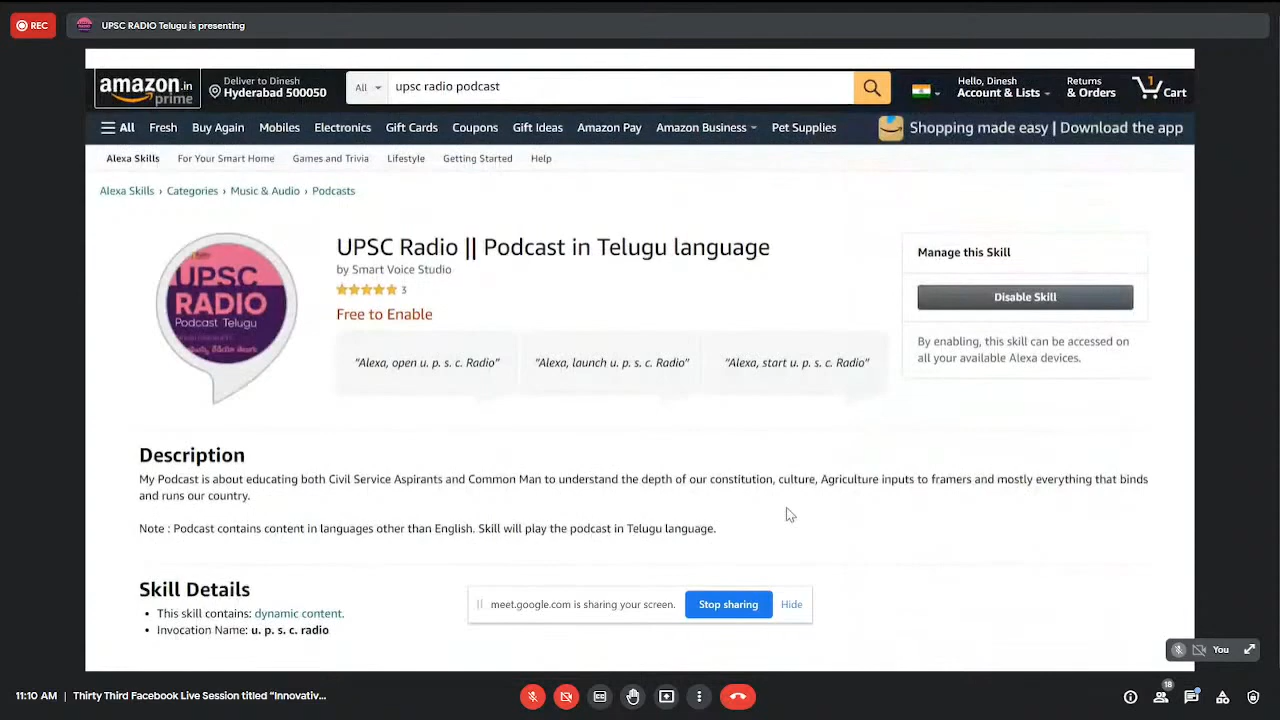 REC
UPSC RADIO Telugu is presenting
amazon.in
prime
Deliver to Dinesh
Hyderabad 500050
All
upsc radio podcast
Hello, Dinesh
Account & Lists
Returns
& Orders
1
Cart
All Fresh Buy Again Mobiles Electronics Gift Cards Coupons Gift Ideas Amazon Pay Amazon Business Pet Supplies Shopping made easy | Download the app
Alexa Skills For Your Smart Home Games and Trivia Lifestyle Getting Started Help
Alexa Skills › Categories › Music & Audio › Podcasts
UPSC
RADIO
Podcast Telugu
UPSC Radio || Podcast in Telugu language
by Smart Voice Studio
3
Free to Enable
"Alexa, open u. p. s. c. Radio" "Alexa, launch u. p. s. c. Radio" "Alexa, start u. p. s. c. Radio"
Manage this Skill
Disable Skill
By enabling, this skill can be accessed on
all your available Alexa devices.
Description
My Podcast is about educating both Civil Service Aspirants and Common Man to understand the depth of our constitution, culture, Agriculture inputs to framers and mostly everything that binds
and runs our country.
Note : Podcast contains content in languages other than English. Skill will play the podcast in Telugu language.
Skill Details
• This skill contains: dynamic content.
• Invocation Name: u. p. s. c. radio
meet.google.com is sharing your screen. Stop sharing Hide
You
11:10 AM | Thirty Third Facebook Live Session titled "Innovativ...
18